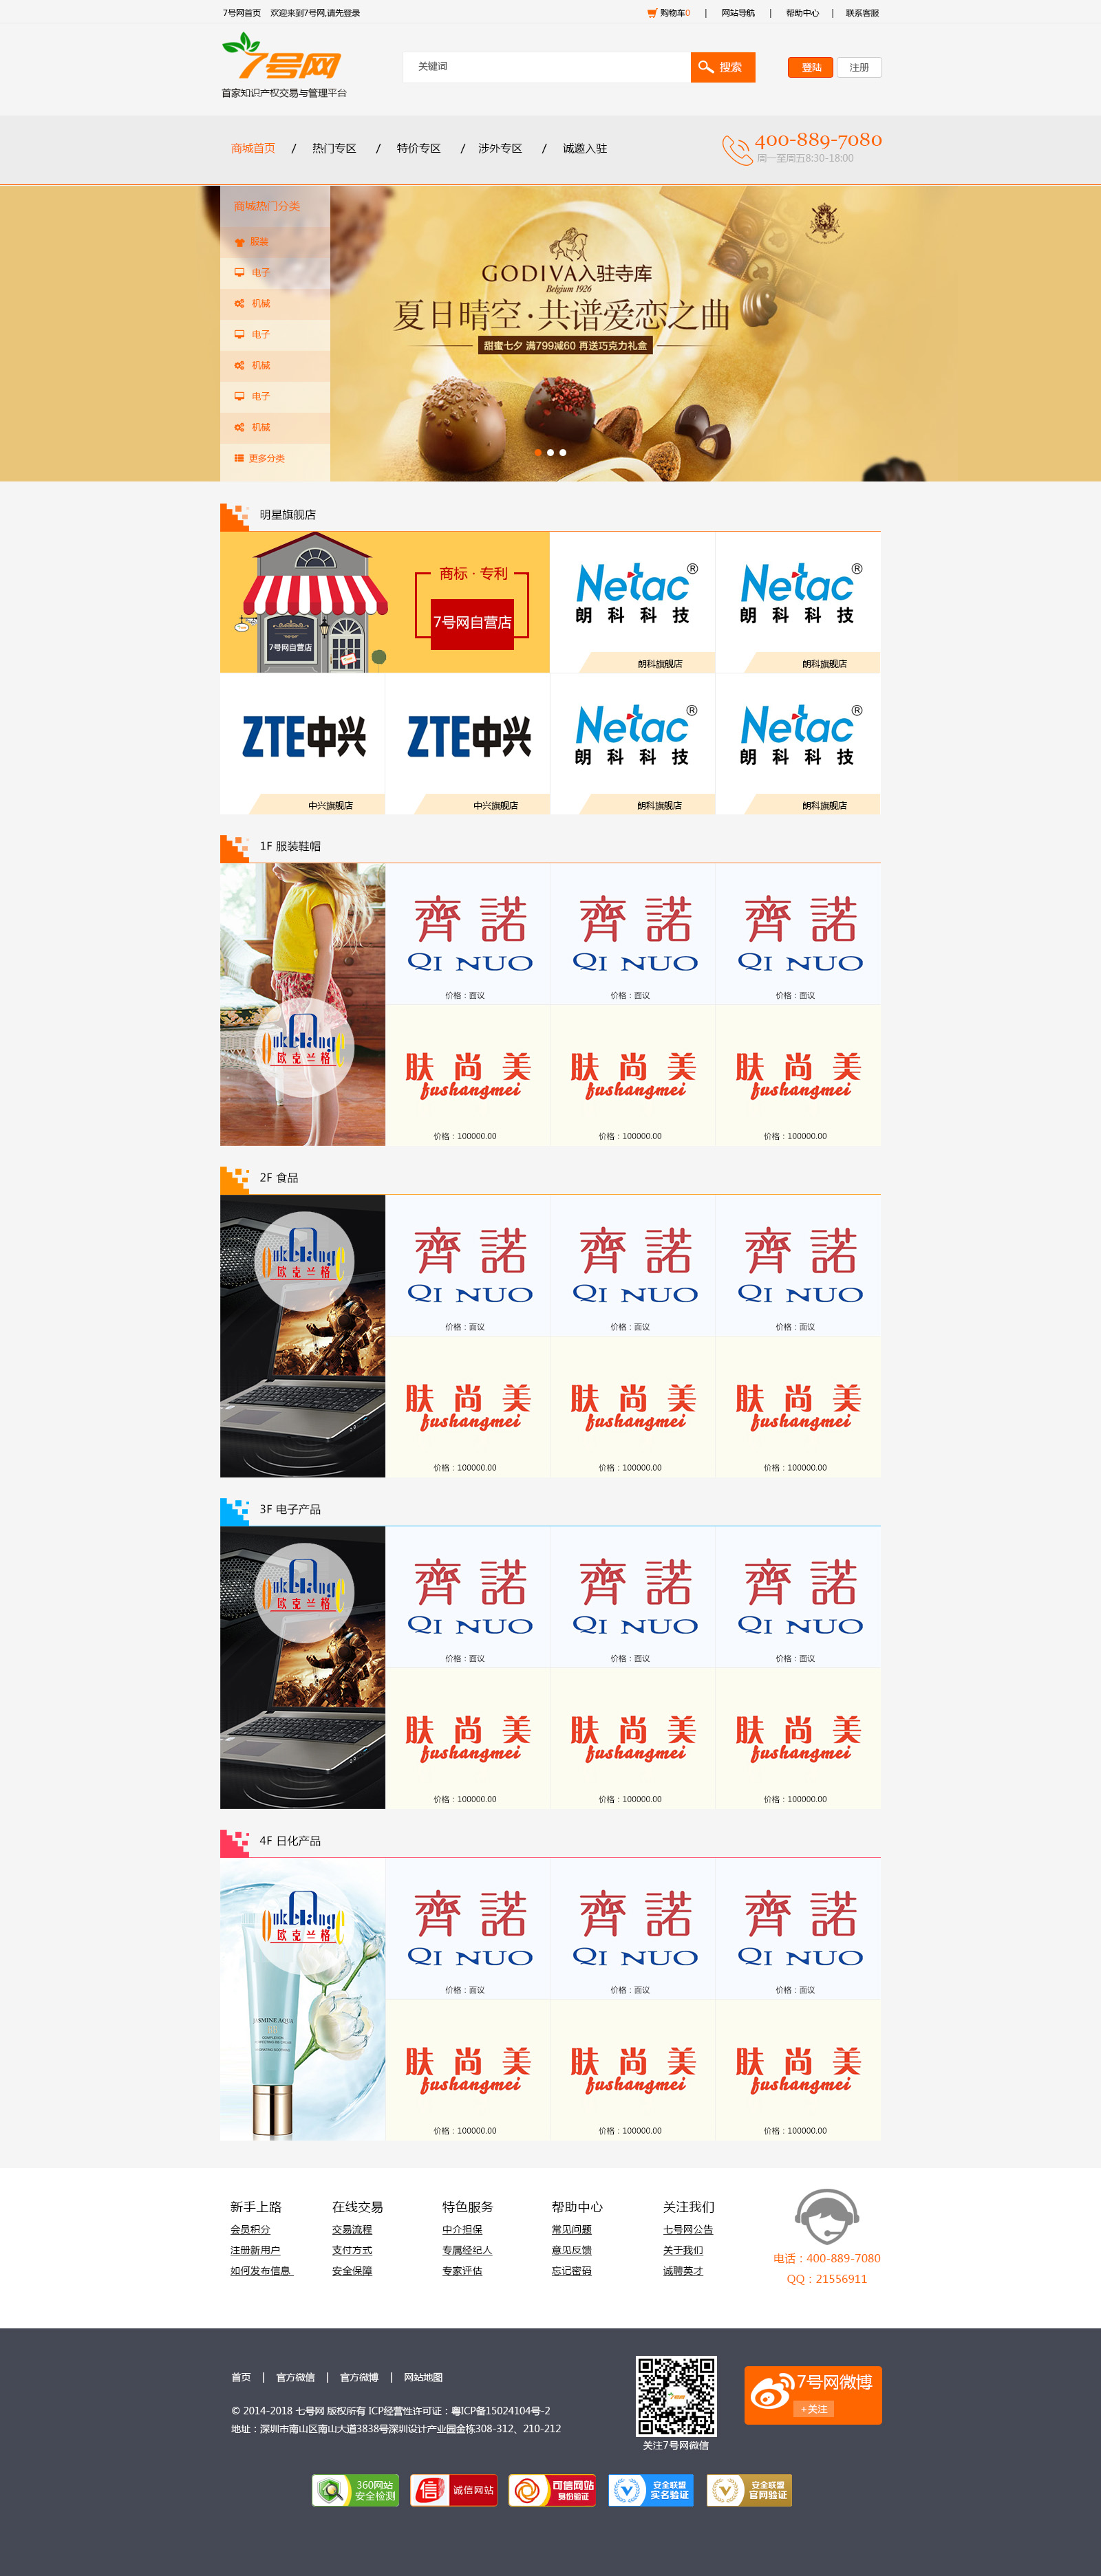 7号网首页 欢迎来到7号网,请先登录 购物车0 | 网站导航 | 帮助中心 | 联系客服
7号网
首家知识产权交易与管理平台
关键词 搜索 登陆 注册
商城首页 / 热门专区 / 特价专区 / 涉外专区 / 诚邀入驻
400-889-7080
周一至周五8:30-18:00
商城热门分类
服装
电子
机械
电子
机械
电子
机械
更多分类
GODIVA入驻寺库
Belgium 1926
夏日晴空·共谱爱恋之曲
甜蜜七夕 满799减60 再送巧克力礼盒
明星旗舰店
商标·专利
7号网自营店
7号网自营店
Netac® Netac®
朗科科技 朗科科技
朗科旗舰店 朗科旗舰店
ZTE中兴 ZTE中兴 Netac® Netac®
朗科科技 朗科科技
中兴旗舰店 中兴旗舰店 朗科旗舰店 朗科旗舰店
1F 服装鞋帽
欧克兰格
齊諾 齊諾 齊諾
QI NUO QI NUO QI NUO
价格：面议 价格：面议 价格：面议
肤尚美 肤尚美 肤尚美
fushangmei fushangmei fushangmei
价格：100000.00 价格：100000.00 价格：100000.00
2F 食品
欧克兰格
齊諾 齊諾 齊諾
QI NUO QI NUO QI NUO
价格：面议 价格：面议 价格：面议
肤尚美 肤尚美 肤尚美
fushangmei fushangmei fushangmei
价格：100000.00 价格：100000.00 价格：100000.00
3F 电子产品
欧克兰格
齊諾 齊諾 齊諾
QI NUO QI NUO QI NUO
价格：面议 价格：面议 价格：面议
肤尚美 肤尚美 肤尚美
fushangmei fushangmei fushangmei
价格：100000.00 价格：100000.00 价格：100000.00
4F 日化产品
欧克兰格
JASMINE AQUA
齊諾 齊諾 齊諾
QI NUO QI NUO QI NUO
价格：面议 价格：面议 价格：面议
肤尚美 肤尚美 肤尚美
fushangmei fushangmei fushangmei
价格：100000.00 价格：100000.00 价格：100000.00
新手上路 在线交易 特色服务 帮助中心 关注我们
会员积分 交易流程 中介担保 常见问题 七号网公告
注册新用户 支付方式 专属经纪人 意见反馈 关于我们
如何发布信息 安全保障 专家评估 忘记密码 诚聘英才
电话：400-889-7080
QQ：21556911
首页 | 官方微信 | 官方微博 | 网站地图
© 2014-2018 七号网 版权所有 ICP经营性许可证：粤ICP备15024104号-2
地址：深圳市南山区南山大道3838号深圳设计产业园金栋308-312、210-212
关注7号网微信
7号网微博
+关注
360网站
安全检测
信 诚信网站
可信网站
身份验证
安全联盟
实名验证
安全联盟
官网验证